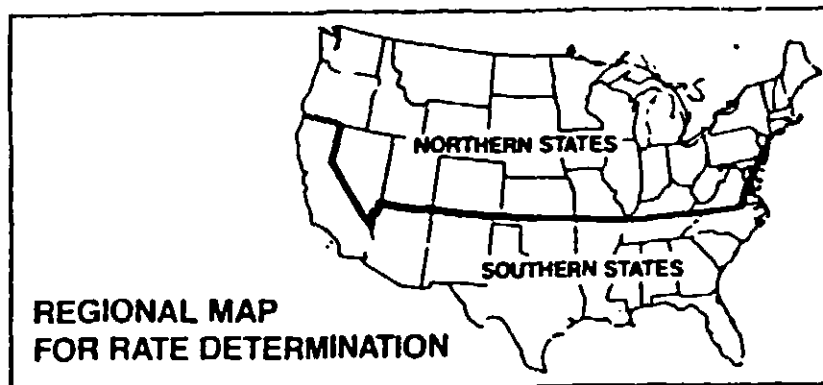 NORTHERN STATES
SOUTHERN STATES
REGIONAL MAP
FOR RATE DETERMINATION